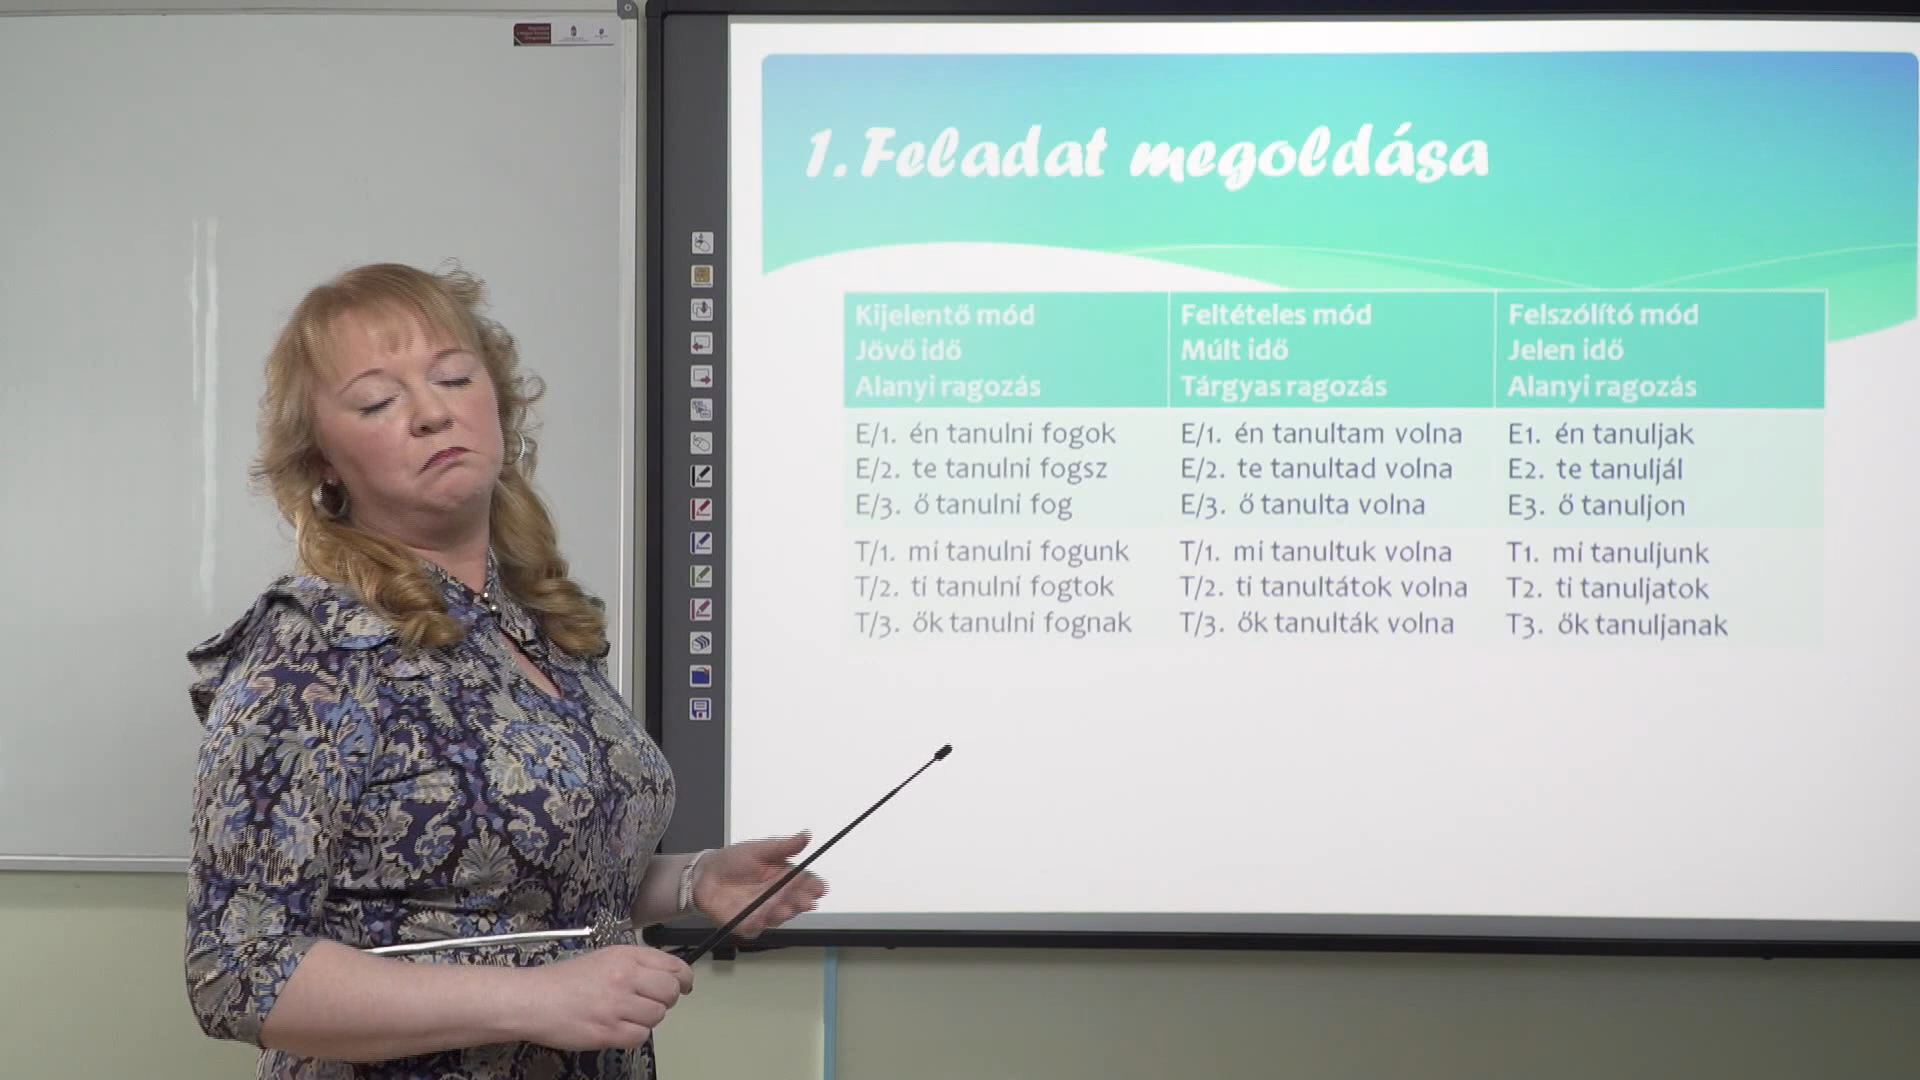 1. Feladat megoldása
Kijelentő mód
Jövő idő
Alanyi ragozás
Feltételes mód
Múlt idő
Tárgyas ragozás
Felszólító mód
Jelen idő
Alanyi ragozás
E/1. én tanulni fogok
E/2. te tanulni fogsz
E/3. ő tanulni fog
E/1. én tanultam volna
E/2. te tanultad volna
E/3. ő tanulta volna
E1. én tanuljak
E2. te tanuljál
E3. ő tanuljon
T/1. mi tanulni fogunk
T/2. ti tanulni fogtok
T/3. ők tanulni fognak
T/1. mi tanultuk volna
T/2. ti tanultátok volna
T/3. ők tanulták volna
T1. mi tanuljunk
T2. ti tanuljatok
T3. ők tanuljanak